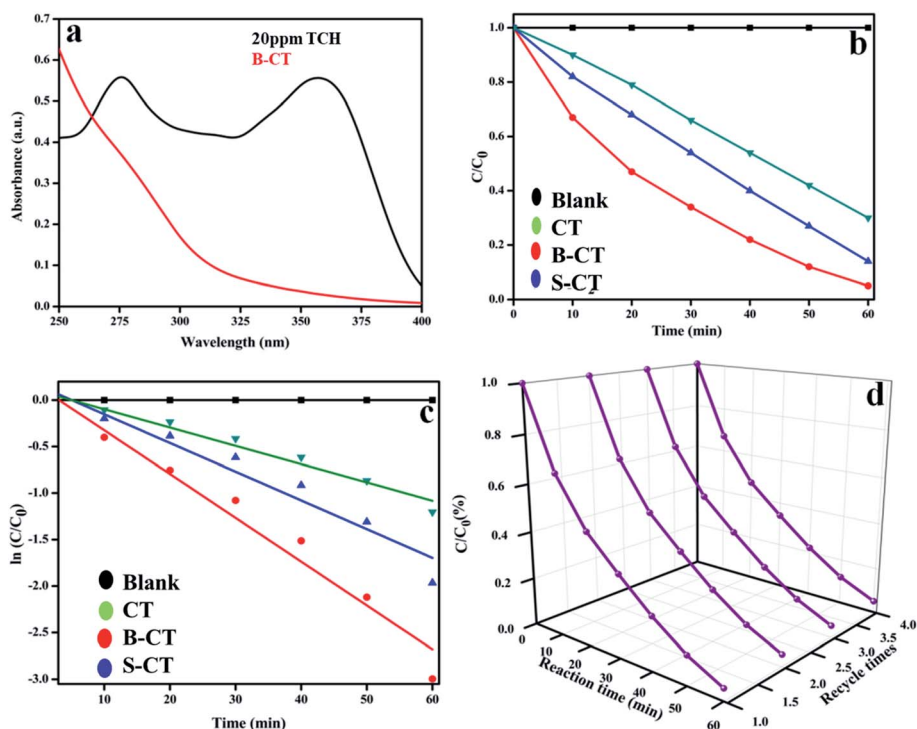 a
20ppm TCH
B-CT
0.7
0.6
0.5
0.4
0.3
0.2
0.1
0.0
250 275 300 325 350 375 400
Absorbance (a.u.)
Wavelength (nm)
b
1.0
0.8
0.6
0.4
0.2
0.0
0 10 20 30 40 50 60
C/C0
Time (min)
Blank
CT
B-CT
S-CT
c
0.0
-0.5
-1.0
-1.5
-2.0
-2.5
-3.0
10 20 30 40 50 60
ln (C/C0)
Time (min)
Blank
CT
B-CT
S-CT
d
1.0
0.8
0.6
0.4
0.2
0.0
C/C0(%)
0 10 20 30 40 50 60
Reaction time (min)
1.0 1.5 2.0 2.5 3.0 3.5 4.0
Recycle times